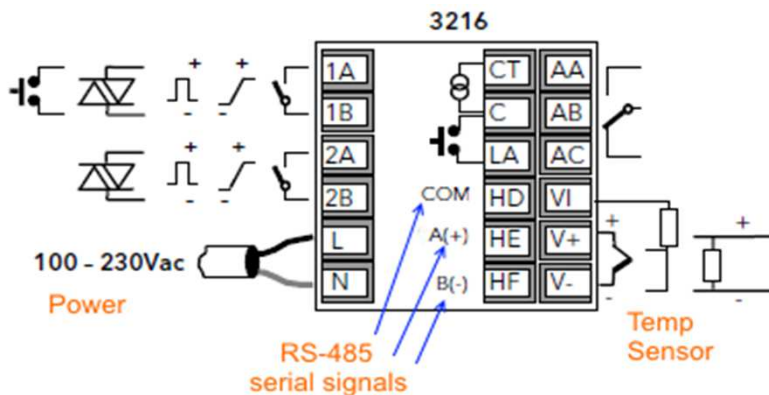 3216
+ + 1A CT AA
- - 1B C AB
+ + 2A LA AC
- - 2B COM HD VI
L A(+) HE V+ + +
100 - 230Vac
N B(-) HF V- - -
Power
RS-485
serial signals
Temp
Sensor